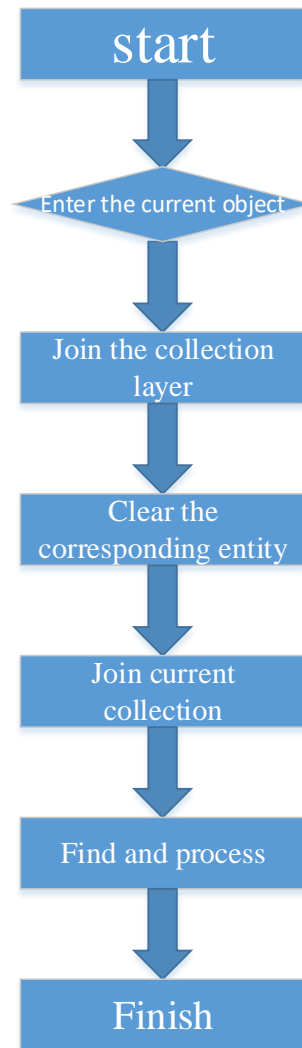 start
Enter the current object
Join the collection
layer
Clear the
corresponding entity
Join current
collection
Find and process
Finish